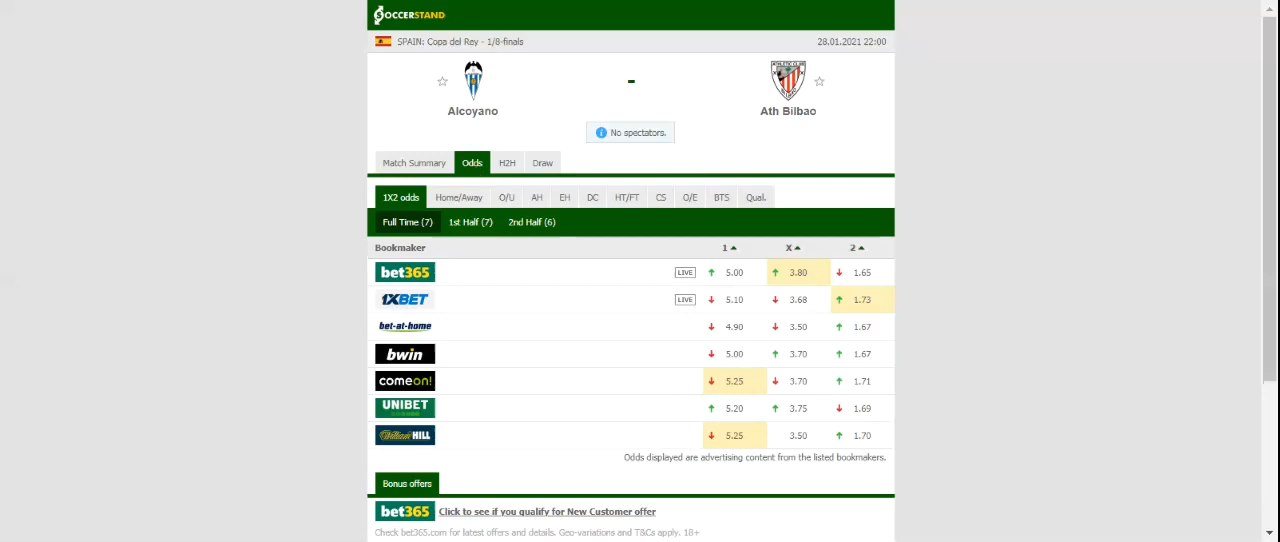 SOCCERSTAND
SPAIN: Copa del Rey - 1/8-finals 28.01.2021 22:00
-
Alcoyano Ath Bilbao
No spectators.
Match Summary Odds H2H Draw
1X2 odds Home/Away O/U AH EH DC HT/FT CS O/E BTS Qual.
Full Time (7) 1st Half (7) 2nd Half (6)
Bookmaker 1 X 2
bet365 LIVE 5.00 3.80 1.65
1XBET LIVE 5.10 3.68 1.73
bet-at-home 4.90 3.50 1.67
bwin 5.00 3.70 1.67
comeon! 5.25 3.70 1.71
UNIBET 5.20 3.75 1.69
William HILL 5.25 3.50 1.70
Odds displayed are advertising content from the listed bookmakers.
Bonus offers
bet365 Click to see if you qualify for New Customer offer
Check bet365.com for latest offers and details. Geo-variations and T&Cs apply. 18+